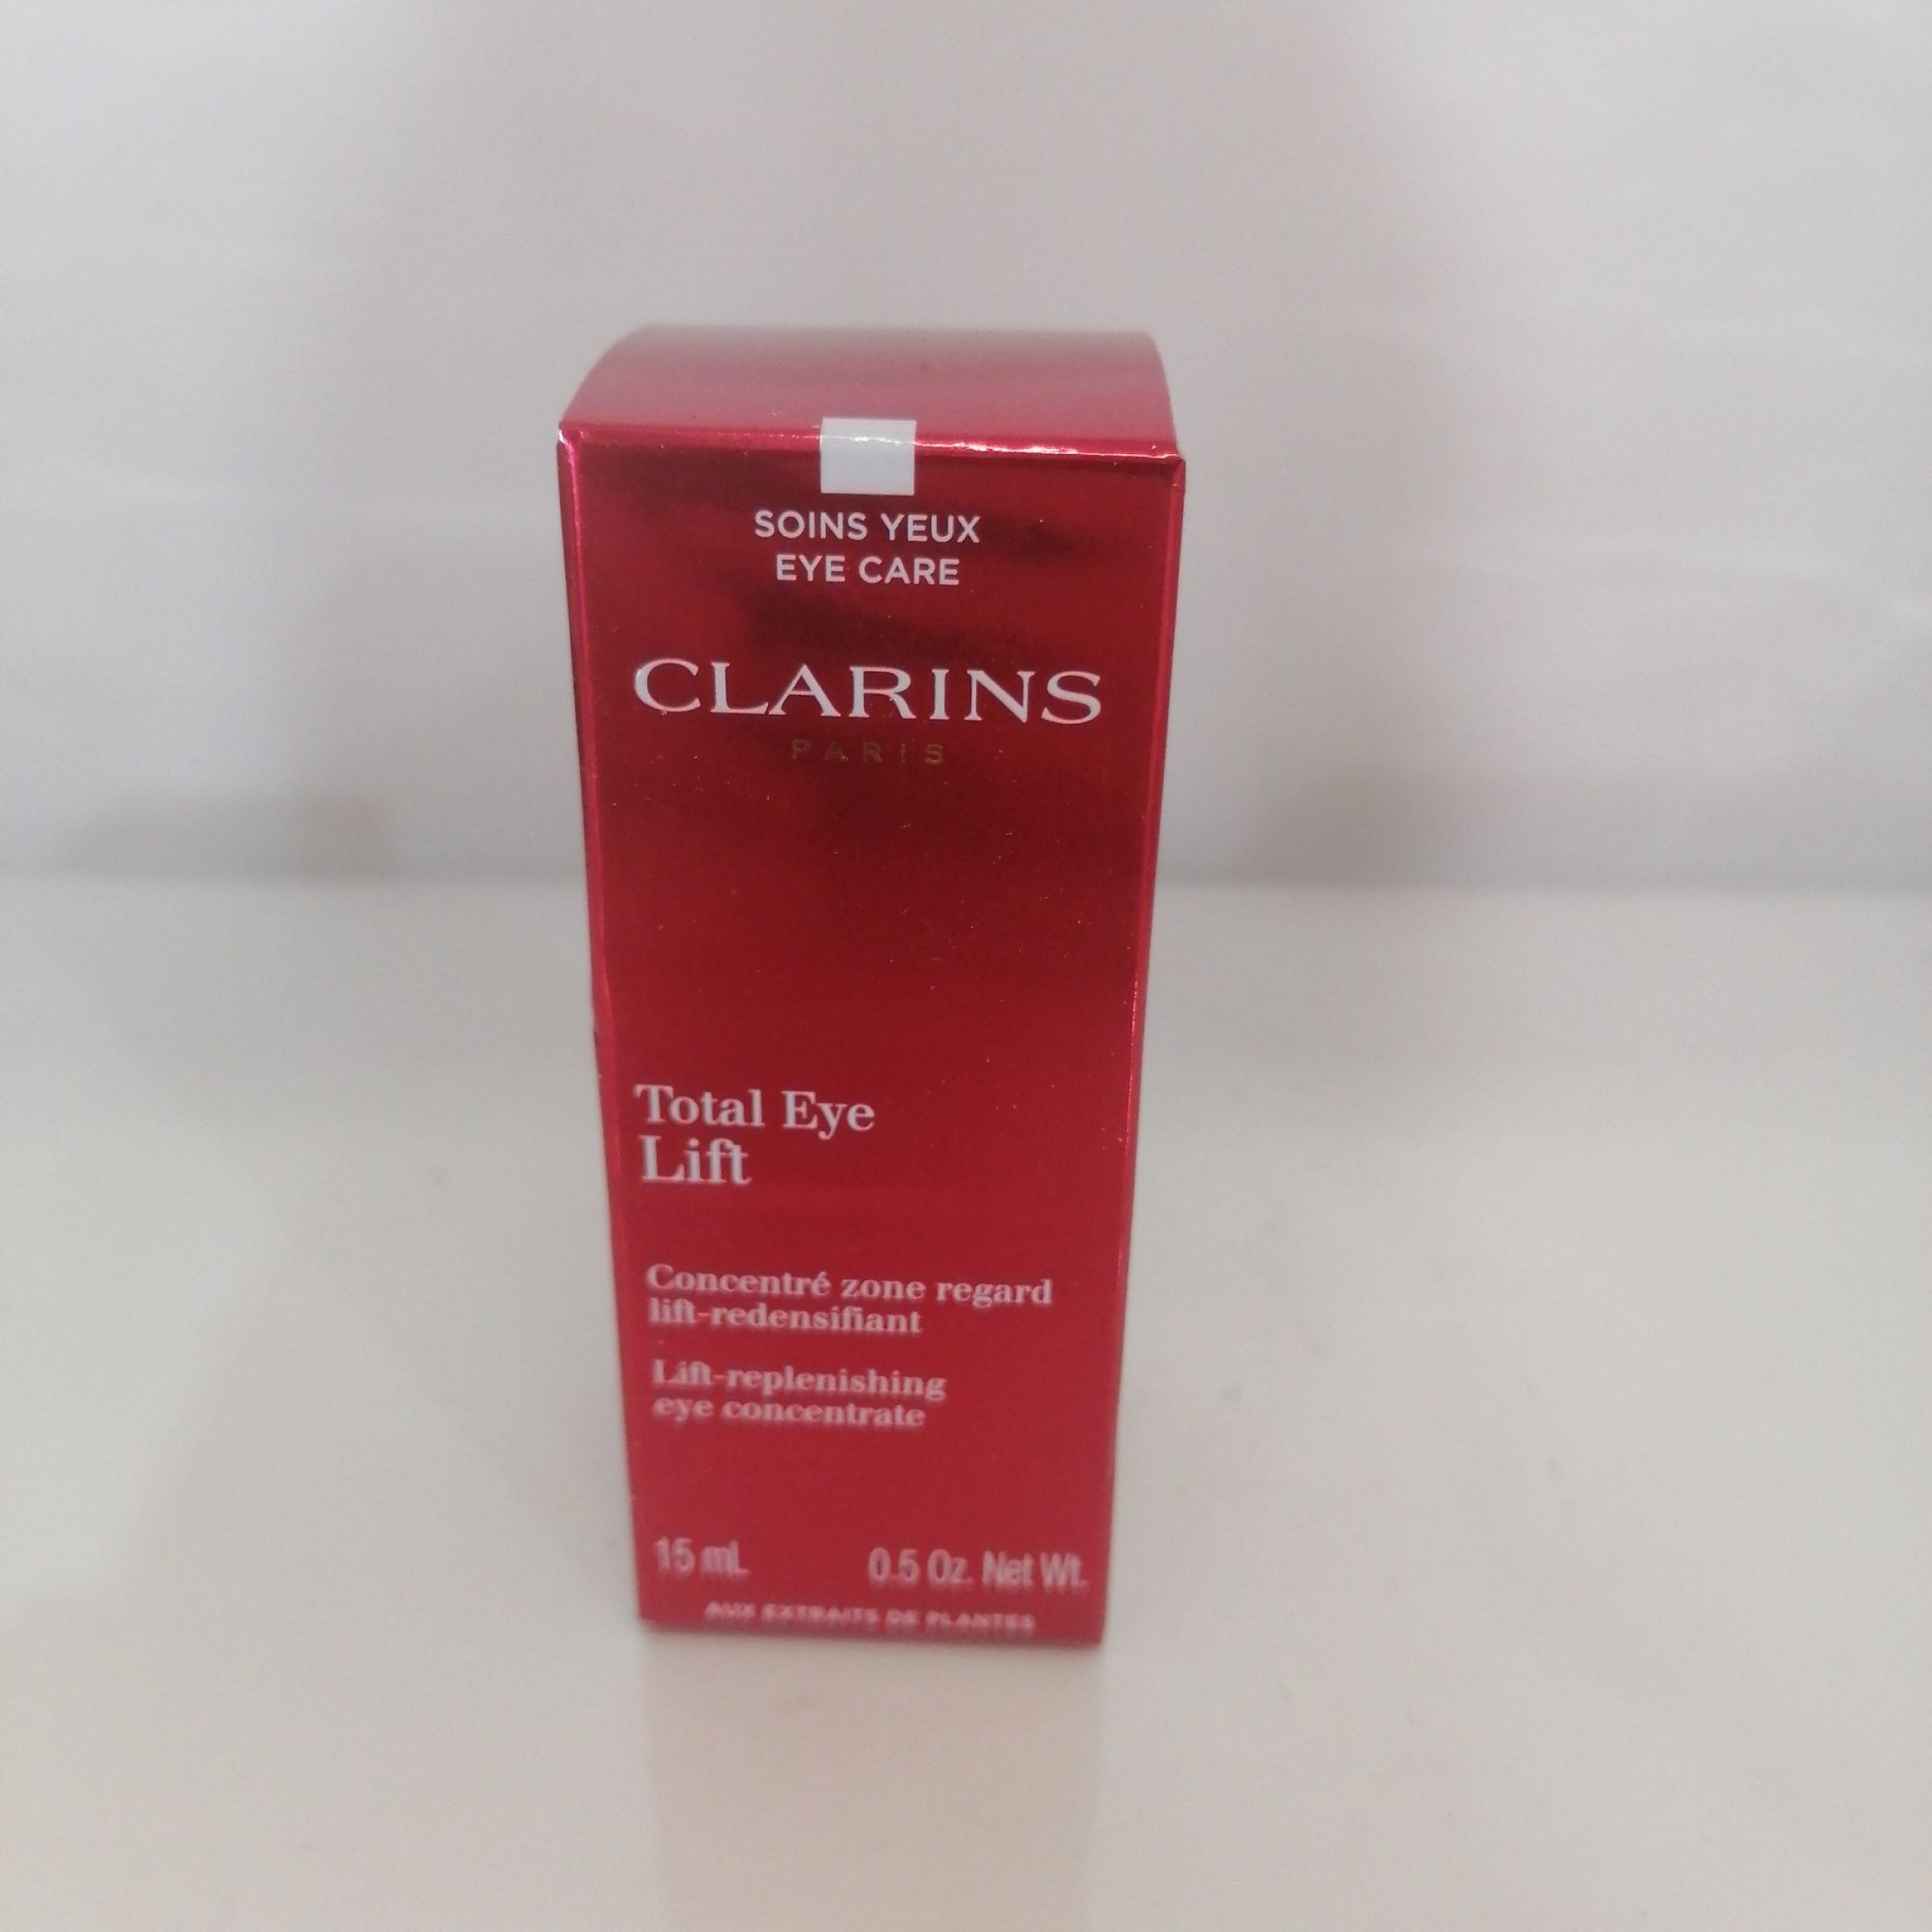 SOINS YEUX
EYE CARE
CLARINS
PARIS
Total Eye
Lift
Concentré zone regard
lift-redensifiant
Lift-replenishing
eye concentrate
15 mL 0.5 Oz. Net Wt.
AUX EXTRAITS DE PLANTES